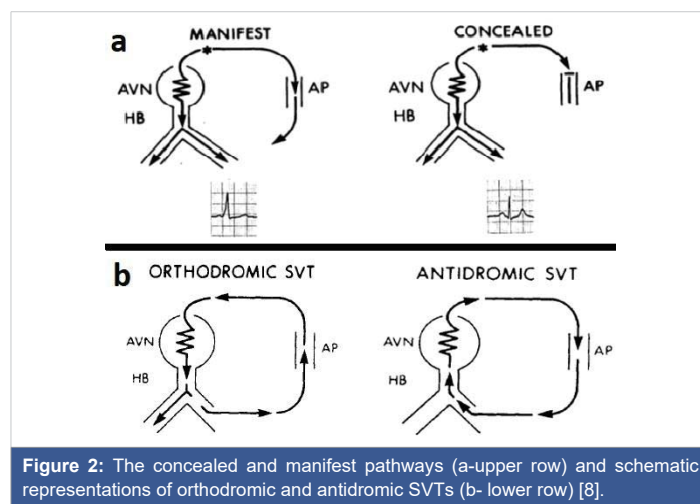 a
MANIFEST
CONCEALED
AVN
AP
HB
AVN
AP
HB
b
ORTHODROMIC SVT
ANTIDROMIC SVT
AVN
AP
HB
AVN
AP
HB
Figure 2: The concealed and manifest pathways (a-upper row) and schematic
representations of orthodromic and antidromic SVTs (b- lower row) [8].